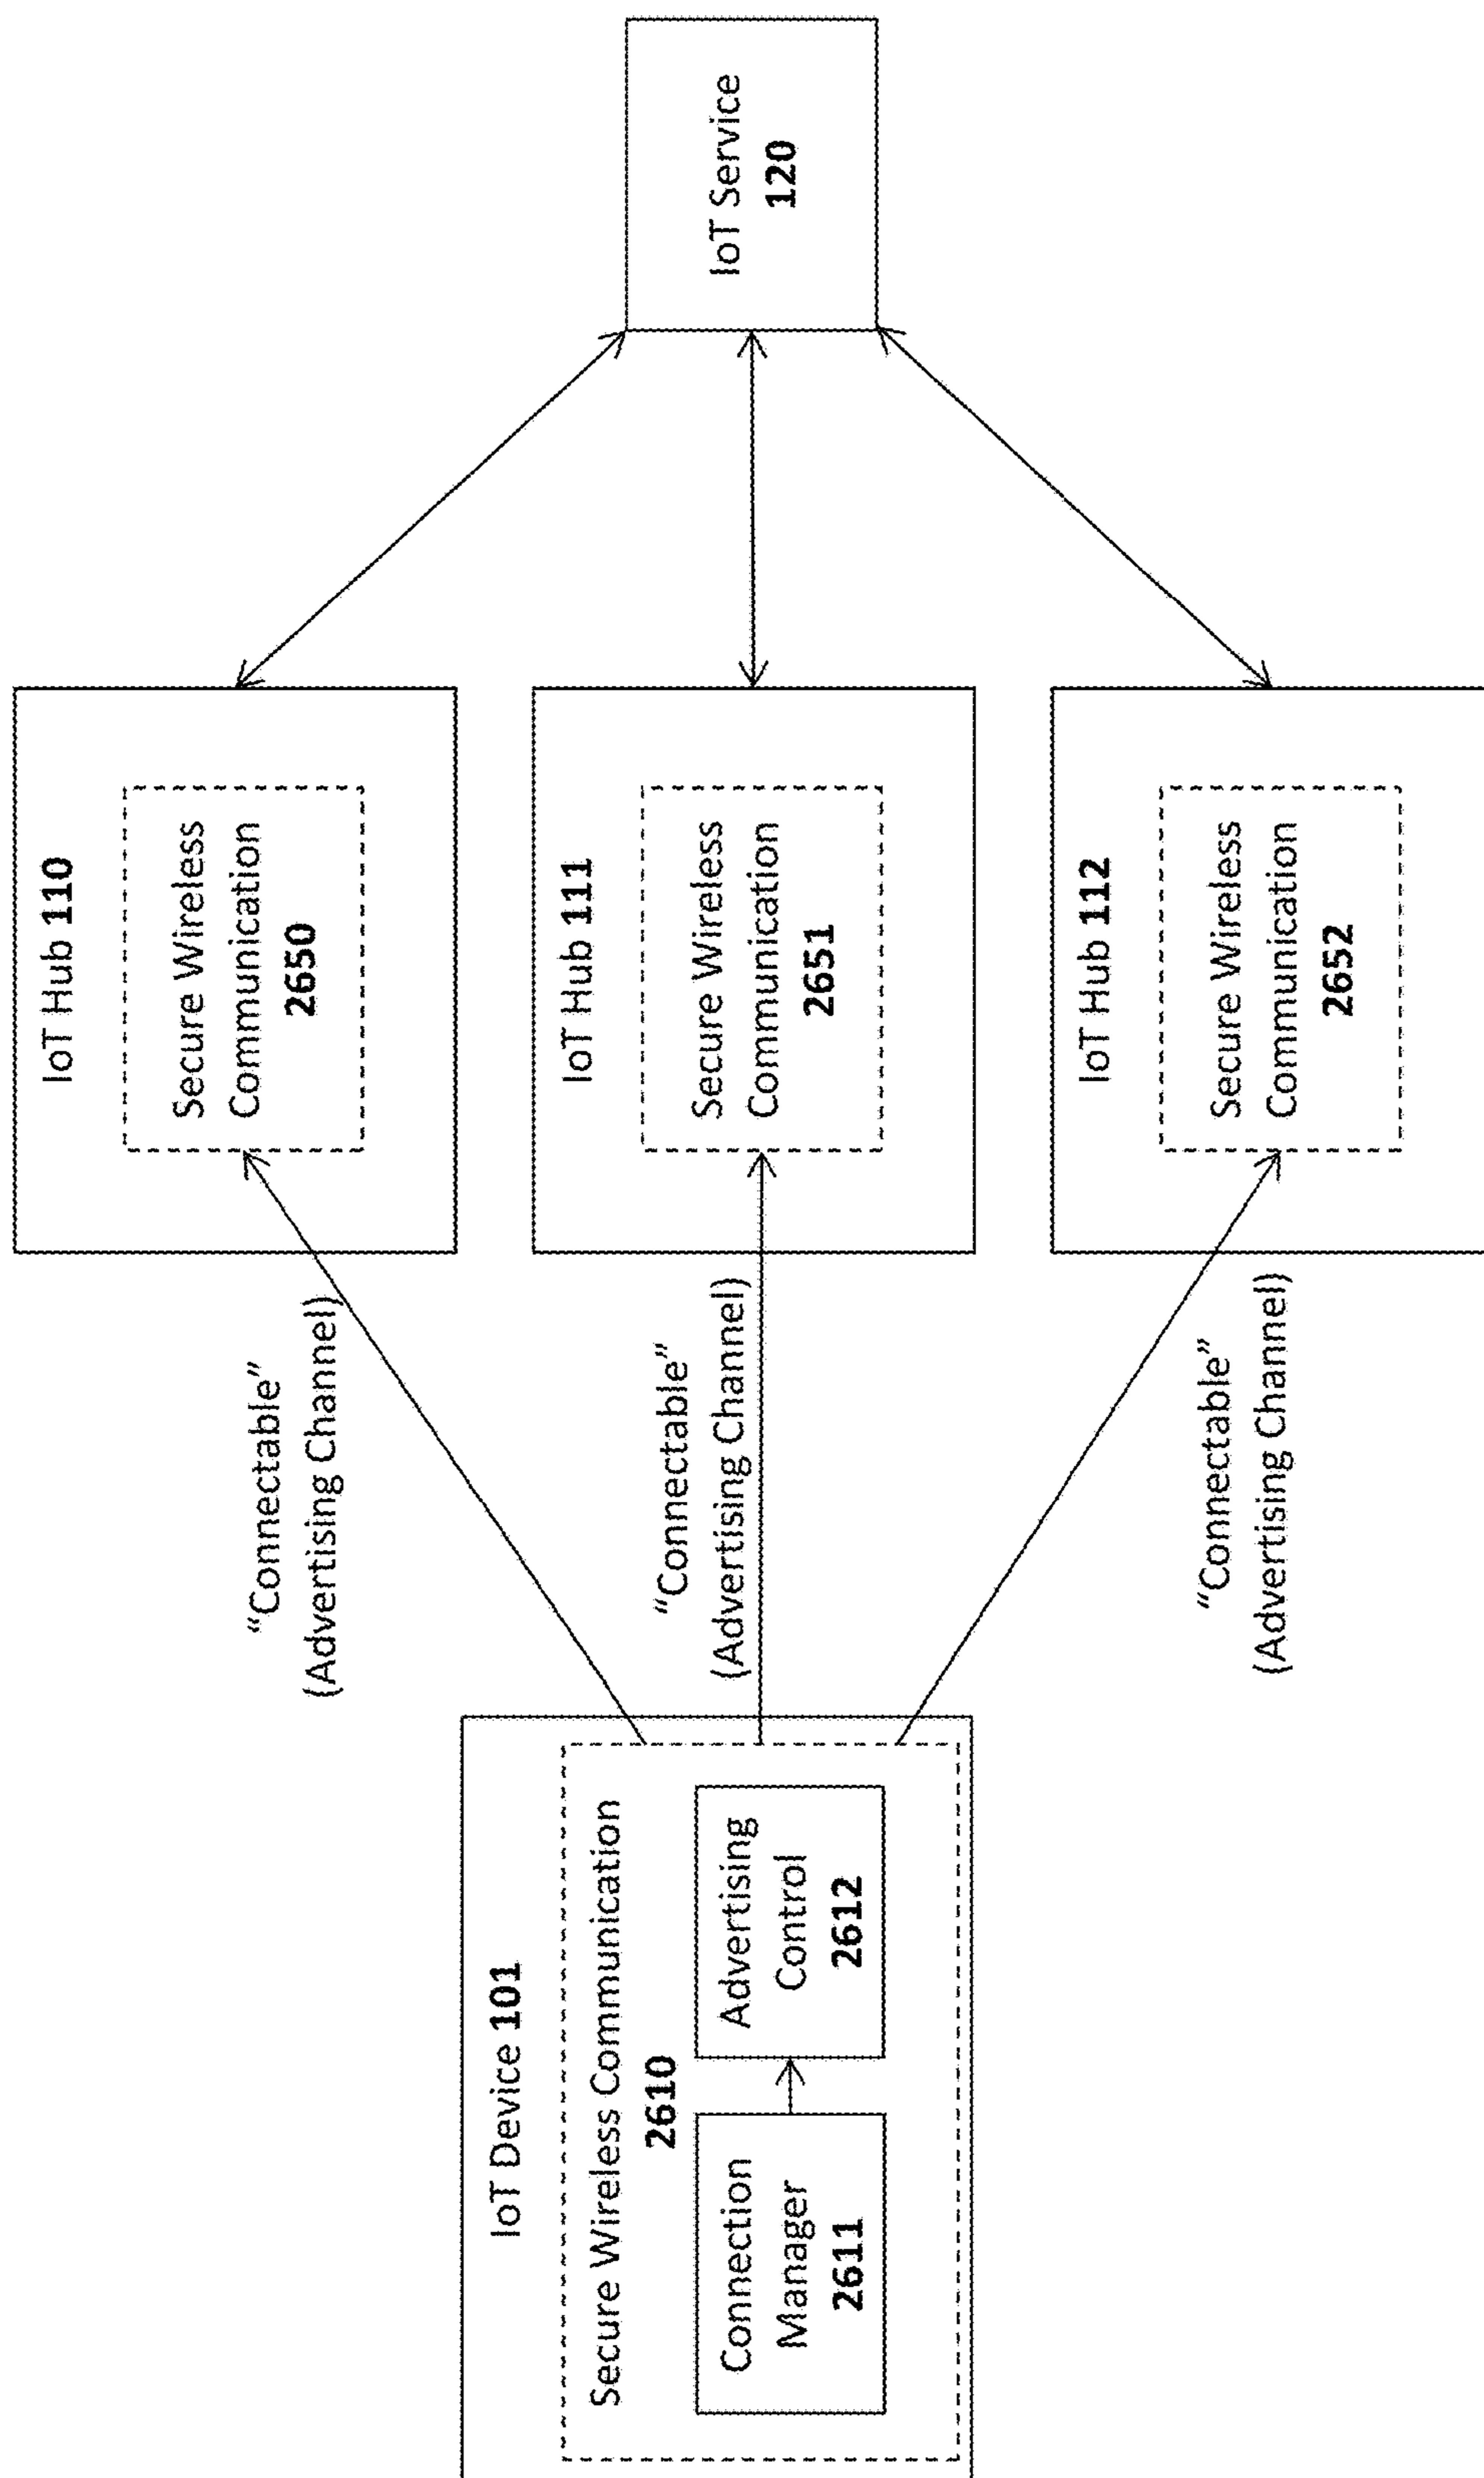 IoT Device 101
Secure Wireless Communication
2610
Connection
Manager
2611
Advertising
Control
2612
“Connectable”
(Advertising Channel)
“Connectable”
(Advertising Channel)
“Connectable”
(Advertising Channel)
IoT Hub 110
Secure Wireless
Communication
2650
IoT Hub 111
Secure Wireless
Communication
2651
IoT Hub 112
Secure Wireless
Communication
2652
IoT Service
120